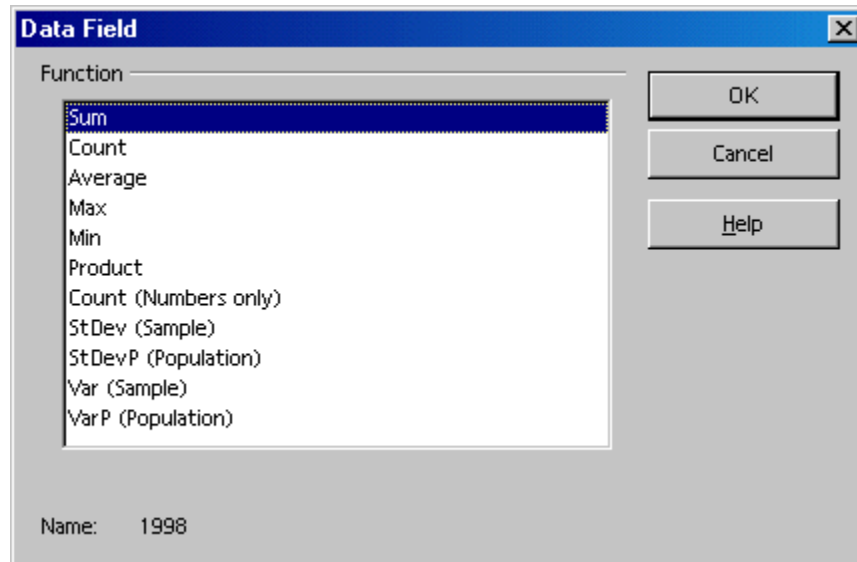 Data Field
Function
Sum
Count
Average
Max
Min
Product
Count (Numbers only)
StDev (Sample)
StDevP (Population)
Var (Sample)
VarP (Population)
OK
Cancel
Help
Name: 1998